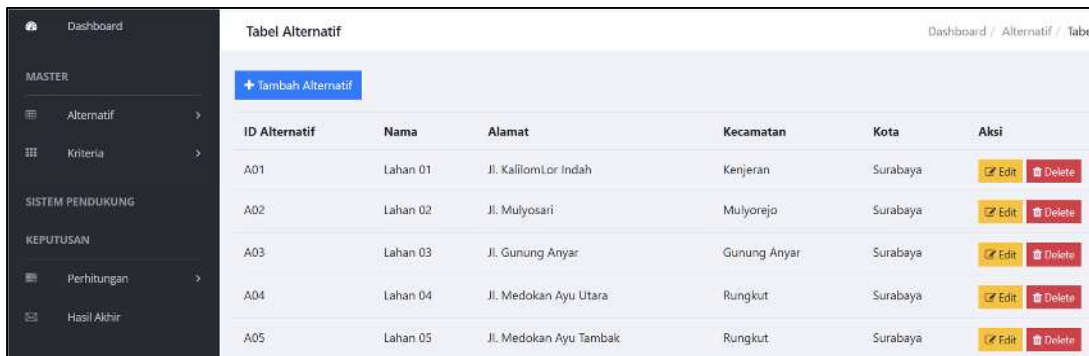 Dashboard
MASTER
Alternatif
Kriteria
SISTEM PENDUKUNG
KEPUTUSAN
Perhitungan
Hasil Akhir
Tabel Alternatif
Dashboard / Alternatif / Tabe
+ Tambah Alternatif
ID Alternatif Nama Alamat Kecamatan Kota Aksi
A01 Lahan 01 Jl. KalilomLor Indah Kenjeran Surabaya Edit Delete
A02 Lahan 02 Jl. Mulyosari Mulyorejo Surabaya Edit Delete
A03 Lahan 03 Jl. Gunung Anyar Gunung Anyar Surabaya Edit Delete
A04 Lahan 04 Jl. Medokan Ayu Utara Rungkut Surabaya Edit Delete
A05 Lahan 05 Jl. Medokan Ayu Tambak Rungkut Surabaya Edit Delete